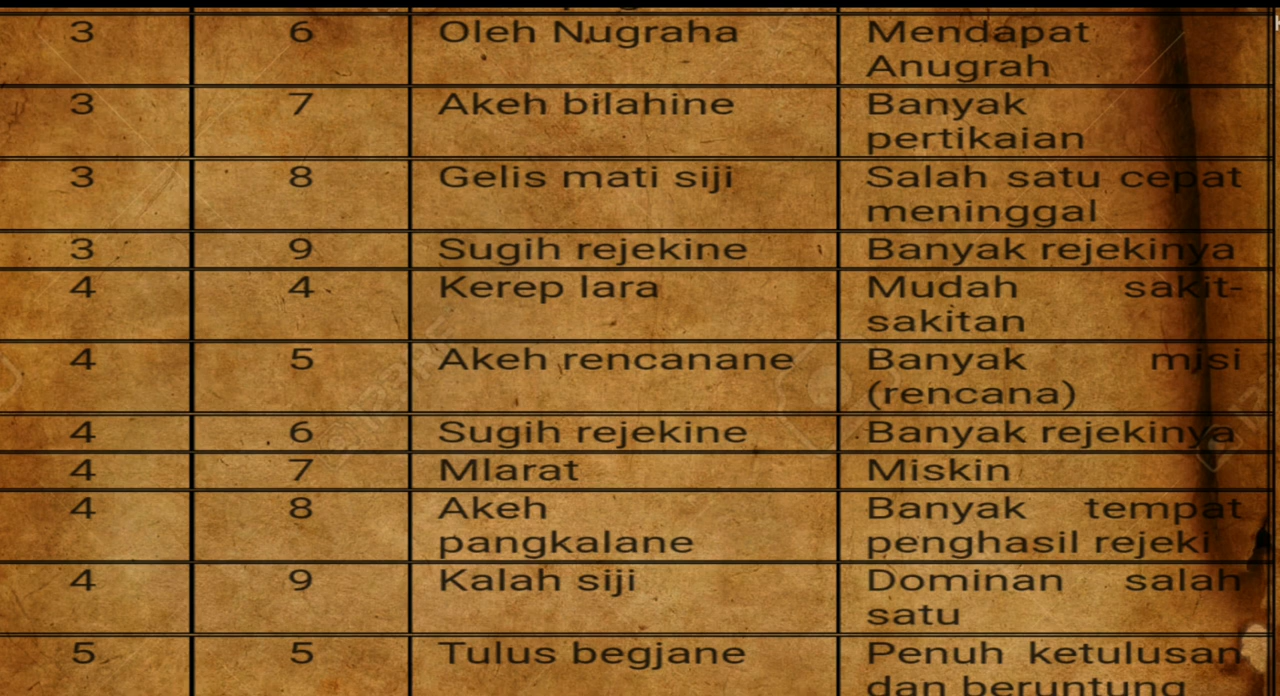 3 6 Oleh Nugraha Mendapat
Anugrah
3 7 Akeh bilahine Banyak
pertikaian
3 8 Gelis mati siji Salah satu cepat
meninggal
3 9 Sugih rejekine Banyak rejekinya
4 4 Kerep lara Mudah sakit-
sakitan
4 5 Akeh rencanane Banyak misi
(rencana)
4 6 Sugih rejekine Banyak rejekinya
4 7 Mlarat Miskin
4 8 Akeh Banyak tempat
pangkalane penghasil rejeki
4 9 Kalah siji Dominan salah
satu
5 5 Tulus begjane Penuh ketulusan
dan beruntung